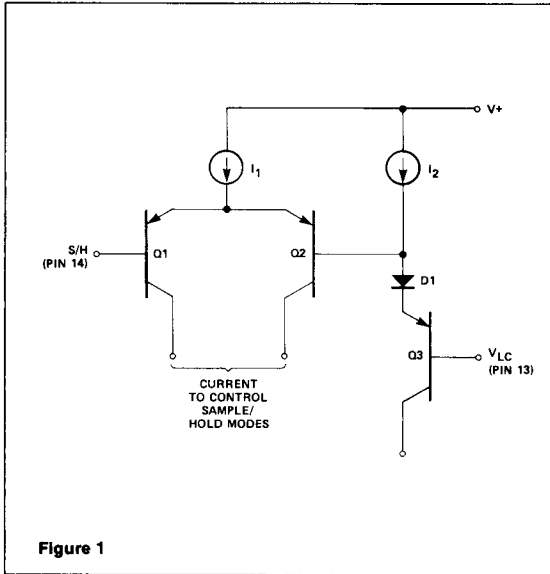 V+
I1
I2
S/H
(PIN 14)
Q1
Q2
D1
Q3
VLC
(PIN 13)
CURRENT
TO CONTROL
SAMPLE/
HOLD MODES
Figure 1